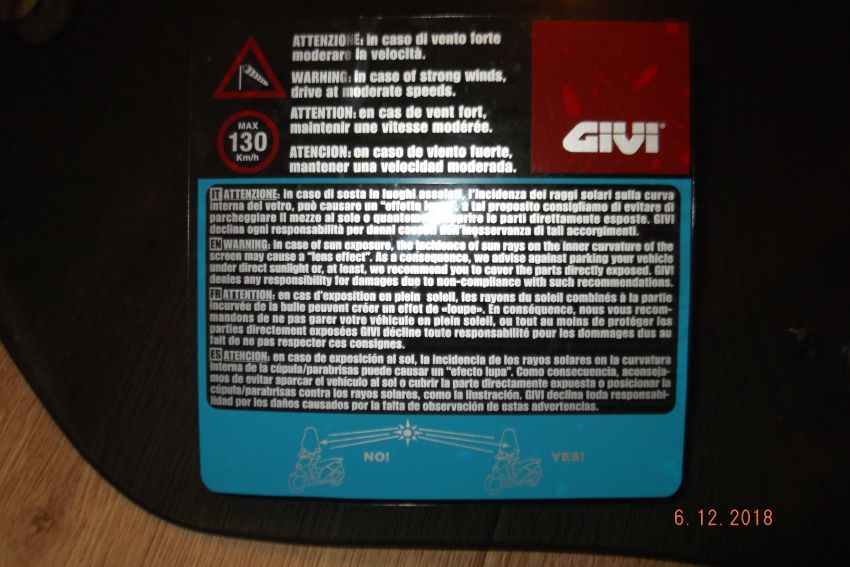 ATTENZIONE: in caso di vento forte
moderare la velocità.
WARNING: in case of strong winds,
drive at moderate speeds.
MAX
130
Km/h
ATTENTION: en cas de vent fort,
maintenir une vitesse modérée.
ATENCION: en caso de viento fuerte,
mantener una velocidad moderada.
GIVI
IT ATTENZIONE: in caso di sosta in luoghi assolati, l'incidenza dei raggi solari sulla curva
interna del vetro, può causare un "effetto a tal proposito consigliamo di evitare di
parcheggiare il mezzo al sole o quantomeno coprire le parti direttamente esposte. GIVI
declina ogni responsabilità per danni inosservanza di tali accorgimenti.
EN WARNING: in case of sun exposure, the incidence of sun rays on the inner curvature of the
screen may cause a "lens effect". As a consequence, we advise against parking your vehicle
under direct sunlight or, at least, we recommend you to cover the parts directly exposed. GIVI
denies any responsibility for damages due to non-compliance with such recommendations.
FR ATTENTION: en cas d'exposition en plein soleil, les rayons du soleil combinés à la partie
incurvée de la bulle peuvent créer un effet de «loupe». En conséquence, nous vous recom-
mandons de ne pas garer votre véhicule en plein soleil, ou tout au moins de protéger les
parties directement exposées GIVI décline toute responsabilité pour les dommages dus au
fait de ne pas respecter ces consignes.
ES ATENCION: en caso de exposición al sol, la incidencia de los rayos solares en la curvatura
interna de la cúpula/parabrisas puede causar un "efecto lupa". Como consecuencia, aconseja-
mos de evitar aparcar el vehículo al sol o cubrir la parte directamente expuesta o posicionar la
cúpula/parabrisas contra los rayos solares, como la ilustración. GIVI declina toda responsabi-
lidad por los daños causados por la falta de observación de estas advertencias.
NO!
YES!
6.12.2018